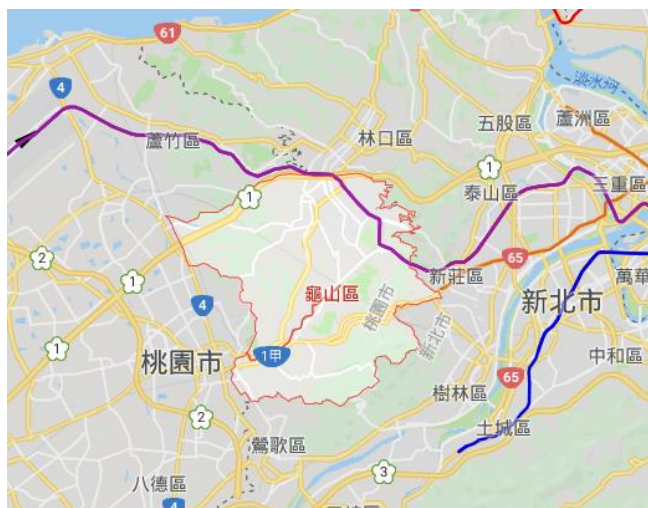 61
4
淡水河
蘆洲區
五股區
林口區
蘆竹區
1
三重區
泰山區
1
2
65
新莊區
萬華
1
龜山區
4
桃園市
新北市
新北市
1
1甲
中和區
桃園市
65
樹林區
2
土城區
鶯歌區
3
八德區
4